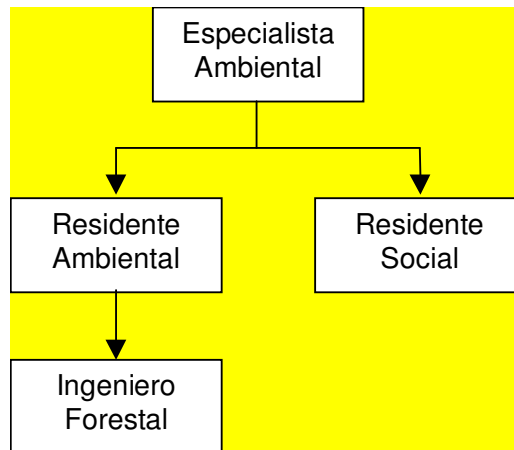 Especialista
Ambiental
Residente
Ambiental
Residente
Social
Ingeniero
Forestal